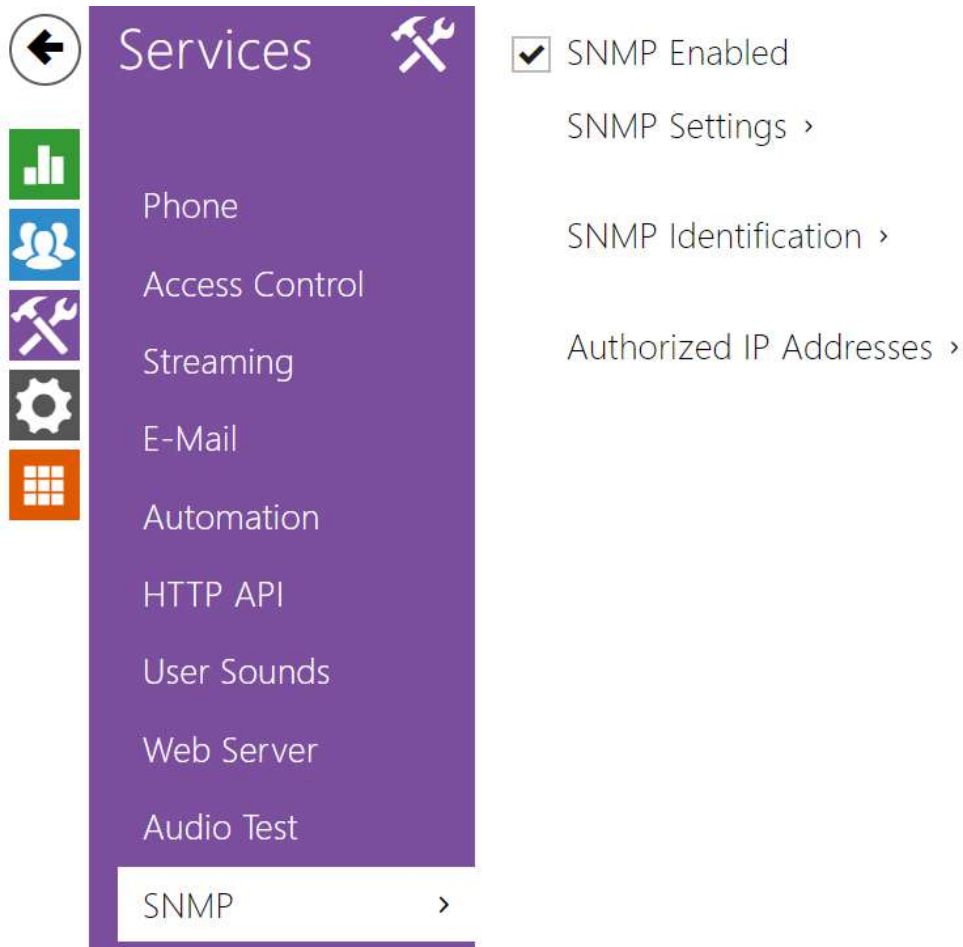 Services
Phone
Access Control
Streaming
E-Mail
Automation
HTTP API
User Sounds
Web Server
Audio Test
SNMP ›
SNMP Enabled
SNMP Settings ›
SNMP Identification ›
Authorized IP Addresses ›